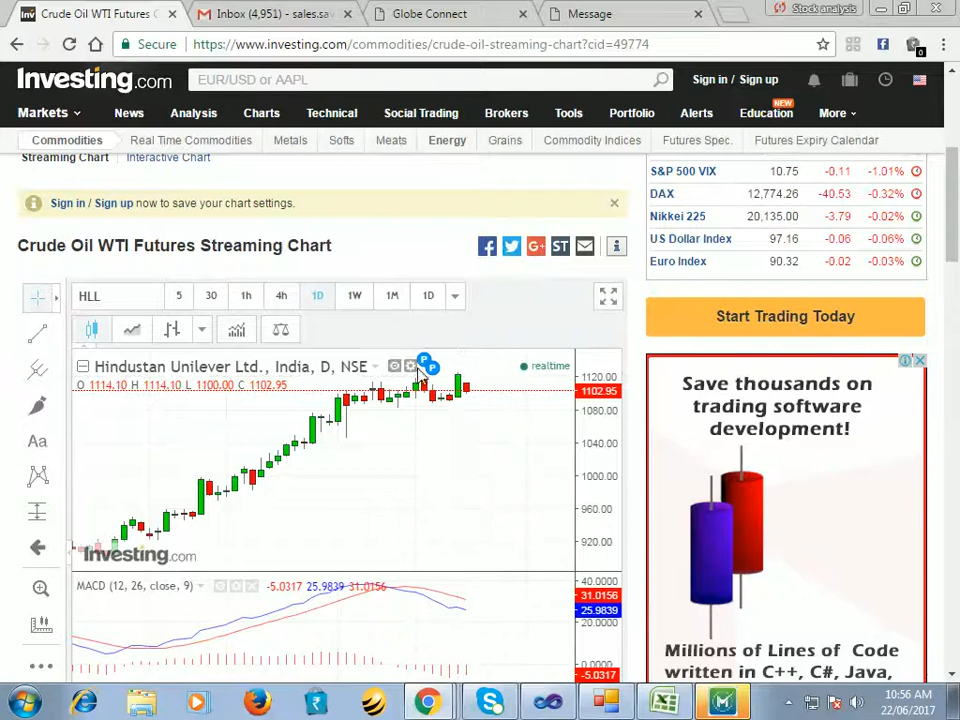 Crude Oil WTI Futures C
Inbox (4,951) - sales.sav
Globe Connect
Message
Stock analysis
Secure
https://www.investing.com/commodities/crude-oil-streaming-chart?cid=49774
0
Investing.com
EUR/USD or AAPL
Sign in / Sign up
Markets
News
Analysis
Charts
Technical
Social Trading
Brokers
Tools
Portfolio
Alerts
Education
NEW
More
Commodities
Real Time Commodities
Metals
Softs
Meats
Energy
Grains
Commodity Indices
Futures Spec.
Futures Expiry Calendar
Streaming Chart
Interactive Chart
S&P 500 VIX 10.75 -0.11 -1.01%
DAX 12,774.26 -40.53 -0.32%
Nikkei 225 20,135.00 -3.79 -0.02%
US Dollar Index 97.16 -0.06 -0.06%
Euro Index 90.32 -0.02 -0.03%
Sign in / Sign up now to save your chart settings.
Crude Oil WTI Futures Streaming Chart
ST
HLL
5
30
1h
4h
1D
1W
1M
1D
Start Trading Today
Hindustan Unilever Ltd., India, D, NSE
P
P
realtime
O 1114.10 H 1114.10 L 1100.00 C 1102.95
1120.00
1102.95
1080.00
1040.00
1000.00
960.00
920.00
Aa
Investing.com
MACD (12, 26, close, 9)
-5.0317 25.9839 31.0156
40.0000
31.0156
25.9839
20.0000
0.0000
-5.0317
Save thousands on
trading software
development!
Millions of Lines of Code
written in C++, C#, Java,
10:56 AM
22/06/2017